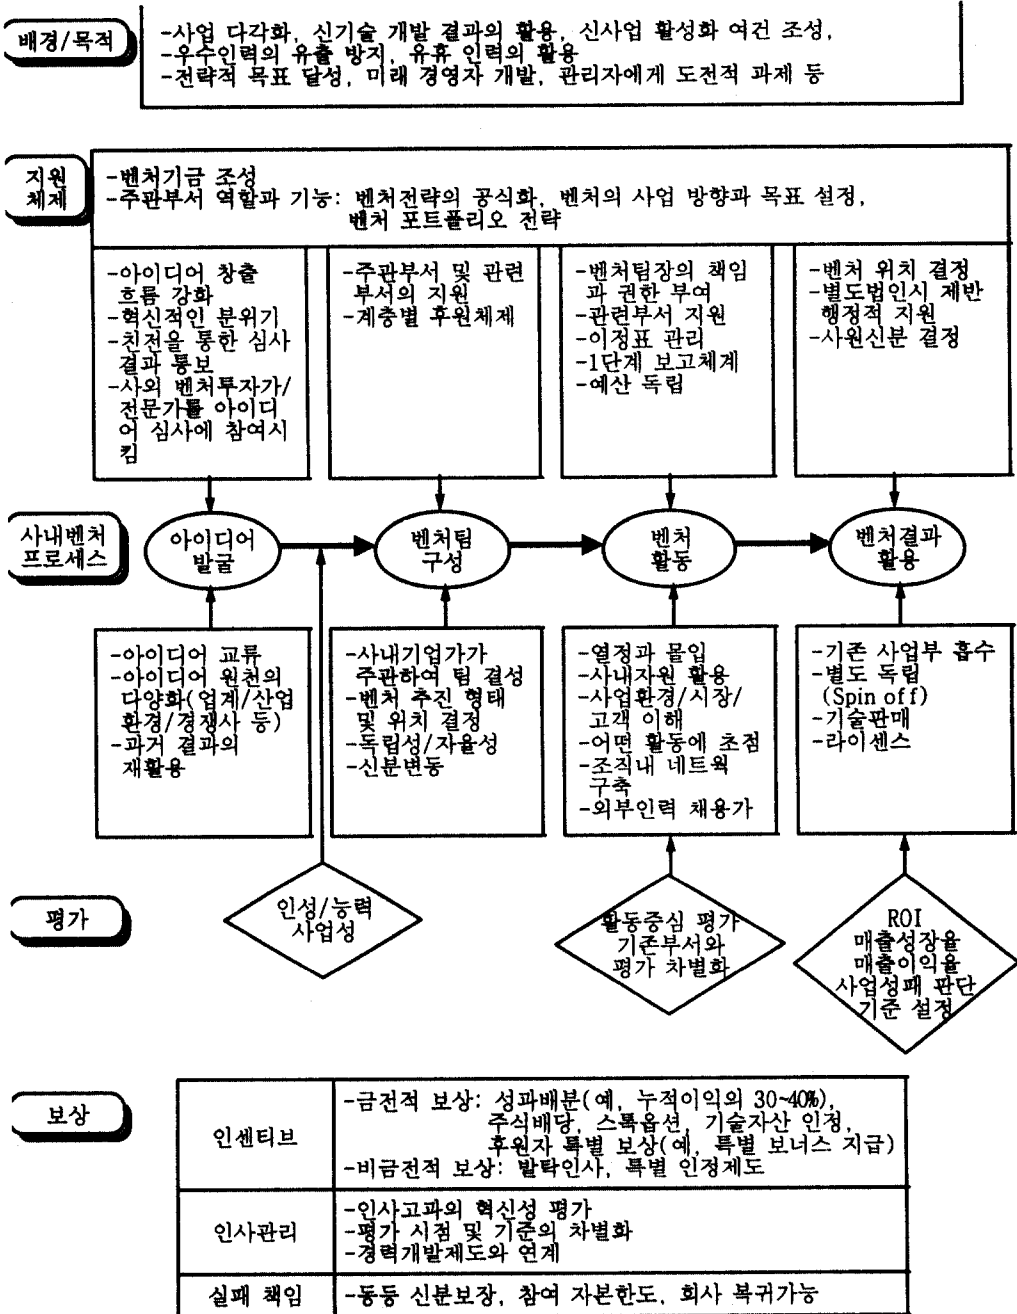 배경/목적
-사업 다각화, 신기술 개발 결과의 활용, 신사업 활성화 여건 조성,
-우수인력의 유출 방지, 유휴 인력의 활용
-전략적 목표 달성, 미래 경영자 개발, 관리자에게 도전적 과제 등
지원
체제
-벤처기금 조성
-주관부서 역할과 기능: 벤처전략의 공식화, 벤처의 사업 방향과 목표 설정,
벤처 포트폴리오 전략
-아이디어 창출
흐름 강화
-혁신적인 분위기
-친전을 통한 심사
결과 통보
-사외 벤처투자가/
전문가를 아이디
어 심사에 참여시
킴
-주관부서 및 관련
부서의 지원
-계층별 후원체제
-벤처팀장의 책임
과 권한 부여
-관련부서 지원
-이정표 관리
-1단계 보고체계
-예산 독립
-벤처 위치 결정
-별도법인시 제반
행정적 지원
-사원신분 결정
사내벤처
프로세스
아이디어
발굴
벤처팀
구성
벤처
활동
벤처결과
활용
-아이디어 교류
-아이디어 원천의
다양화(업계/산업
환경/경쟁사 등)
-과거 결과의
재활용
-사내기업가가
주관하여 팀 결성
-벤처 추진 형태
및 위치 결정
-독립성/자율성
-신분변동
-열정과 몰입
-사내자원 활용
-사업환경/시장/
고객 이해
-어떤 활동에 초점
-조직내 네트웍
구축
-외부인력 채용가
-기존 사업부 흡수
-별도 독립
(Spin off)
-기술판매
-라이센스
평가
인성/능력
사업성
활동중심 평가
기존부서와
평가 차별화
ROI
매출성장율
매출이익율
사업성패 판단
기준 설정
보상
인센티브
-금전적 보상: 성과배분(예, 누적이익의 30~40%),
주식배당, 스톡옵션, 기술자산 인정,
후원자 특별 보상(예, 특별 보너스 지급)
-비금전적 보상: 발탁인사, 특별 인정제도
인사관리
-인사고과의 혁신성 평가
-평가 시점 및 기준의 차별화
-경력개발제도와 연계
실패 책임
-동등 신분보장, 참여 자본한도, 회사 복귀가능